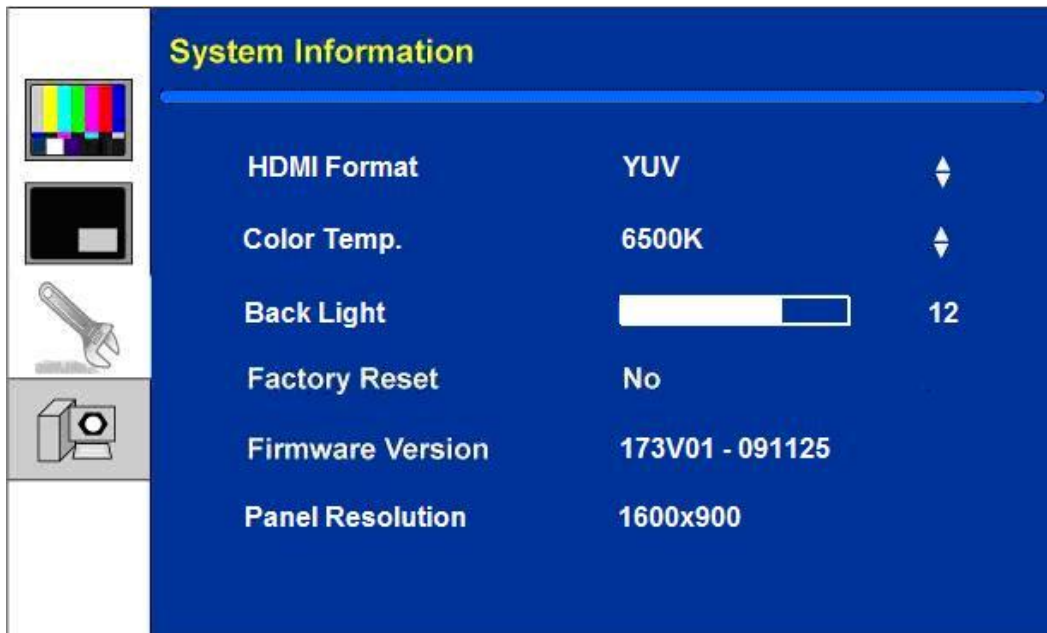 System Information
HDMI Format YUV
Color Temp. 6500K
Back Light 12
Factory Reset No
Firmware Version 173V01 - 091125
Panel Resolution 1600x900